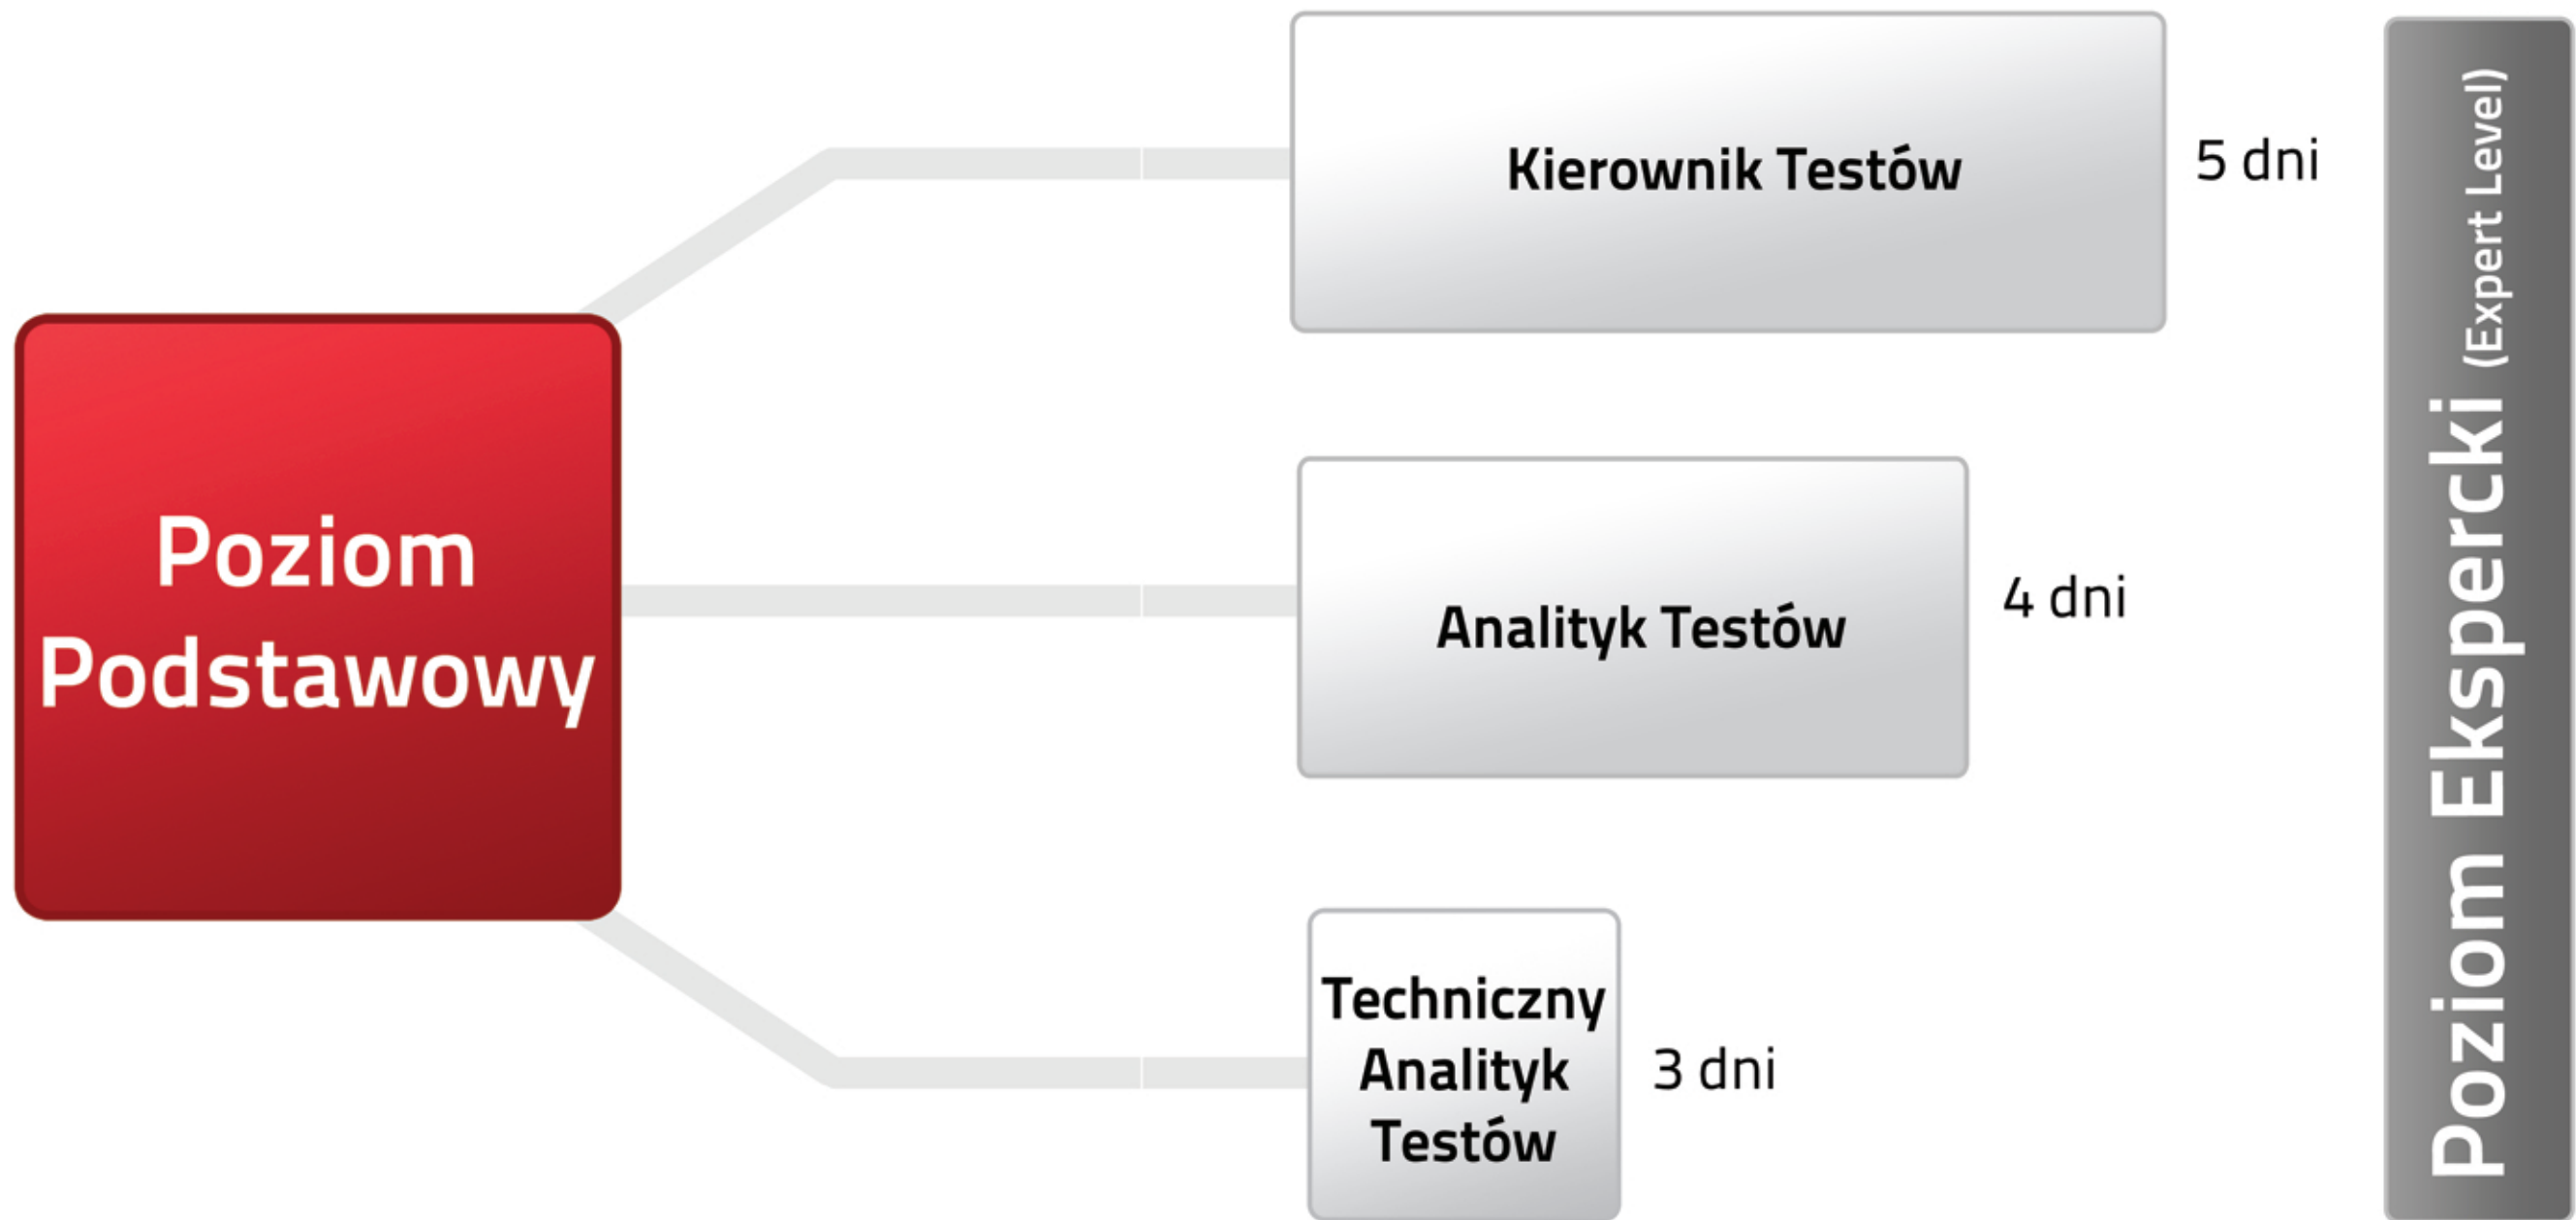 Poziom
Podstawowy
Kierownik Testów
5 dni
Analityk Testów
4 dni
Techniczny
Analityk
Testów
3 dni
Poziom Ekspercki (Expert Level)